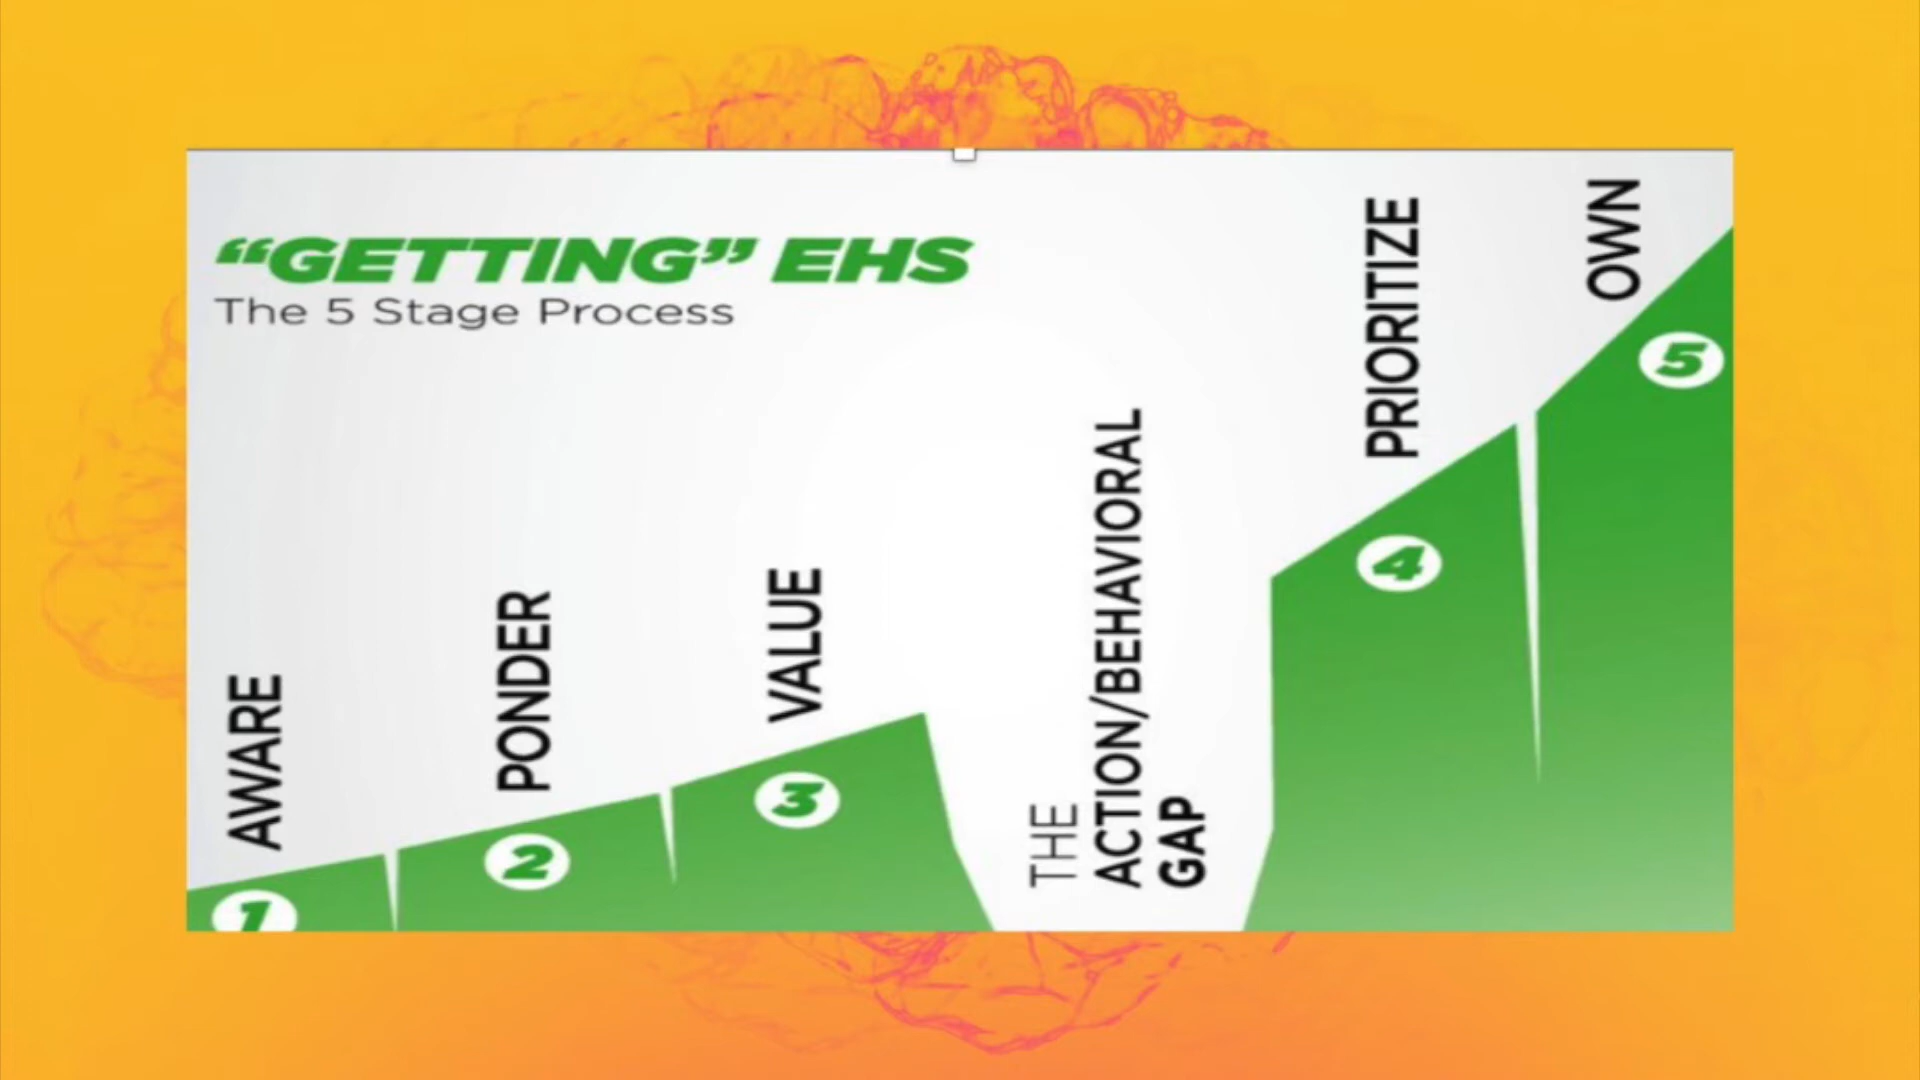 “GETTING” EHS
The 5 Stage Process
AWARE
1
PONDER
2
VALUE
3
THE
ACTION/BEHAVIORAL
GAP
PRIORITIZE
4
OWN
5